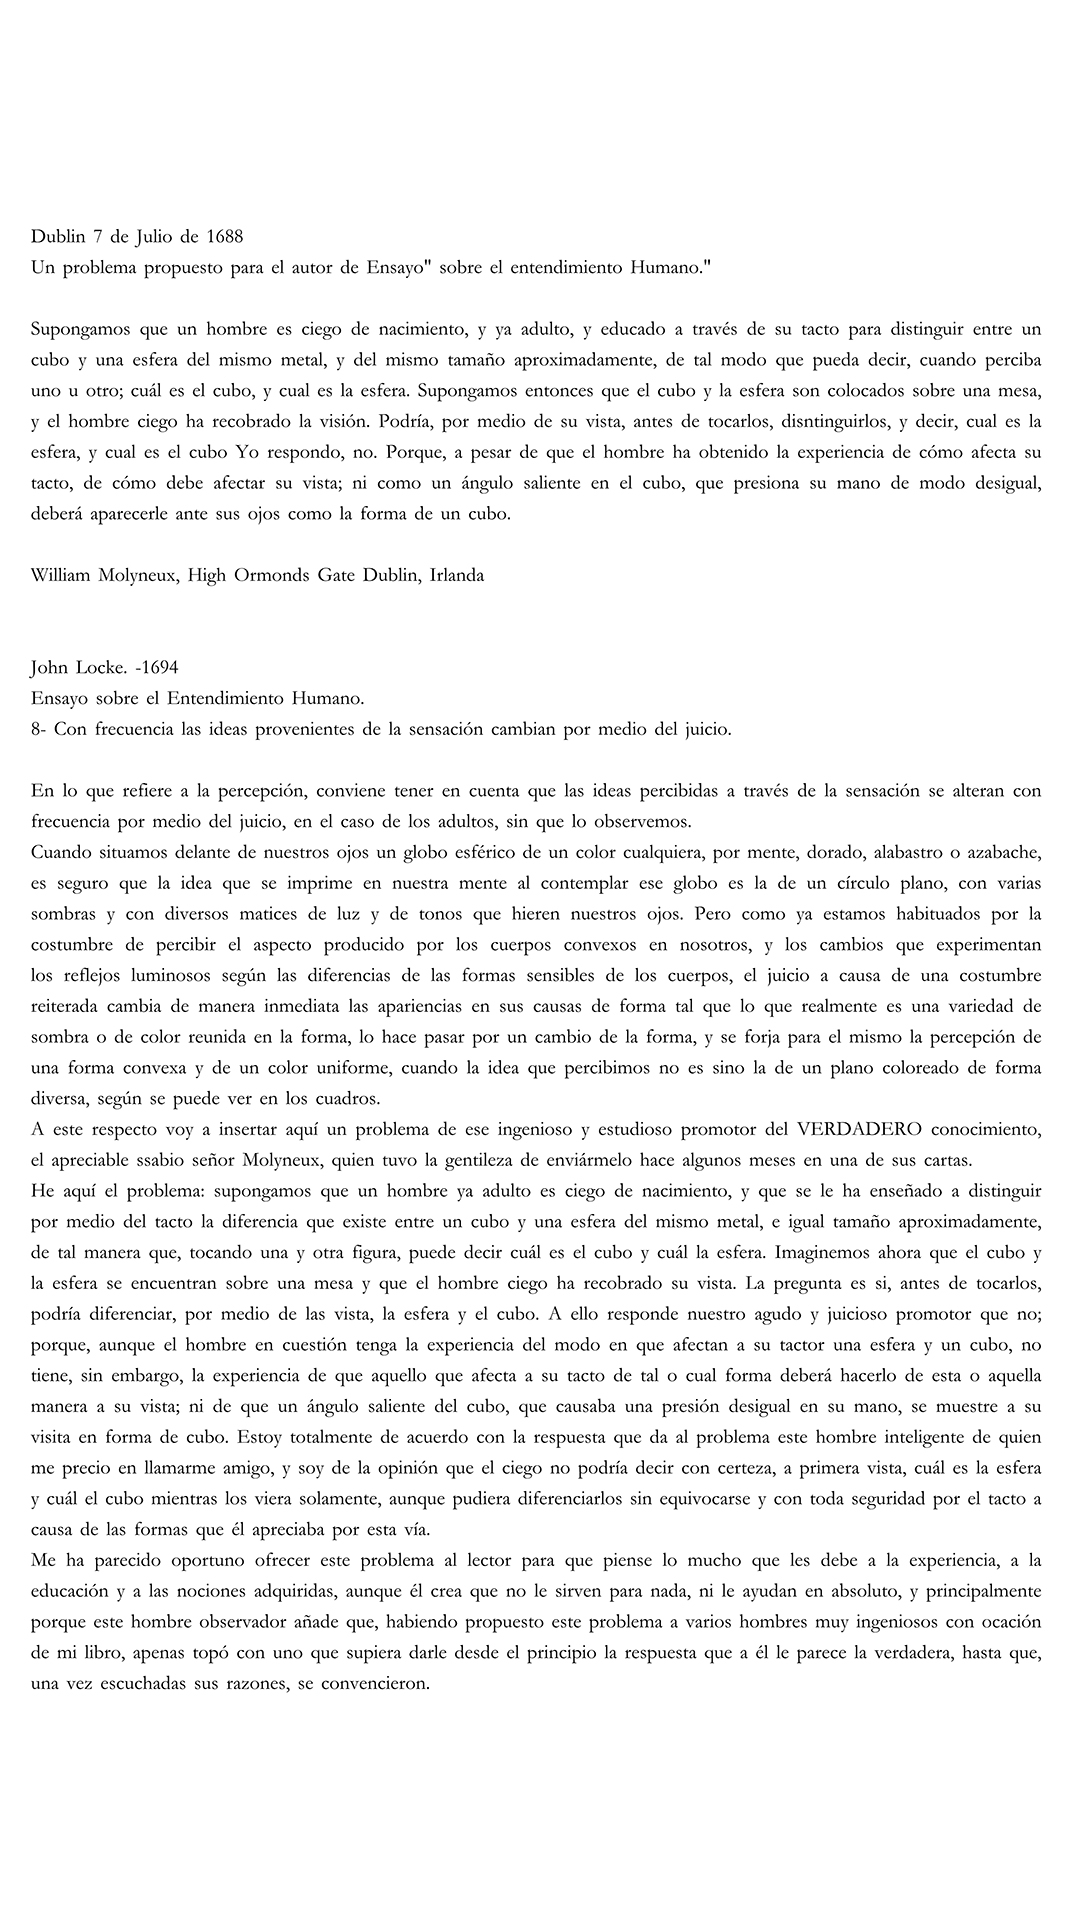 Dublin 7 de Julio de 1688
Un problema propuesto para el autor de Ensayo" sobre el entendimiento Humano."
Supongamos que un hombre es ciego de nacimiento, y ya adulto, y educado a través de su tacto para distinguir entre un
cubo y una esfera del mismo metal, y del mismo tamaño aproximadamente, de tal modo que pueda decir, cuando perciba
uno u otro; cuál es el cubo, y cual es la esfera. Supongamos entonces que el cubo y la esfera son colocados sobre una mesa,
y el hombre ciego ha recobrado la visión. Podría, por medio de su vista, antes de tocarlos, disntinguirlos, y decir, cual es la
esfera, y cual es el cubo Yo respondo, no. Porque, a pesar de que el hombre ha obtenido la experiencia de cómo afecta su
tacto, de cómo debe afectar su vista; ni como un ángulo saliente en el cubo, que presiona su mano de modo desigual,
deberá aparecerle ante sus ojos como la forma de un cubo.
William Molyneux, High Ormonds Gate Dublin, Irlanda
John Locke. -1694
Ensayo sobre el Entendimiento Humano.
8- Con frecuencia las ideas provenientes de la sensación cambian por medio del juicio.
En lo que refiere a la percepción, conviene tener en cuenta que las ideas percibidas a través de la sensación se alteran con
frecuencia por medio del juicio, en el caso de los adultos, sin que lo observemos.
Cuando situamos delante de nuestros ojos un globo esférico de un color cualquiera, por mente, dorado, alabastro o azabache,
es seguro que la idea que se imprime en nuestra mente al contemplar ese globo es la de un círculo plano, con varias
sombras y con diversos matices de luz y de tonos que hieren nuestros ojos. Pero como ya estamos habituados por la
costumbre de percibir el aspecto producido por los cuerpos convexos en nosotros, y los cambios que experimentan
los reflejos luminosos según las diferencias de las formas sensibles de los cuerpos, el juicio a causa de una costumbre
reiterada cambia de manera inmediata las apariencias en sus causas de forma tal que lo que realmente es una variedad de
sombra o de color reunida en la forma, lo hace pasar por un cambio de la forma, y se forja para el mismo la percepción de
una forma convexa y de un color uniforme, cuando la idea que percibimos no es sino la de un plano coloreado de forma
diversa, según se puede ver en los cuadros.
A este respecto voy a insertar aquí un problema de ese ingenioso y estudioso promotor del VERDADERO conocimiento,
el apreciable ssabio señor Molyneux, quien tuvo la gentileza de enviármelo hace algunos meses en una de sus cartas.
He aquí el problema: supongamos que un hombre ya adulto es ciego de nacimiento, y que se le ha enseñado a distinguir
por medio del tacto la diferencia que existe entre un cubo y una esfera del mismo metal, e igual tamaño aproximadamente,
de tal manera que, tocando una y otra figura, puede decir cuál es el cubo y cuál la esfera. Imaginemos ahora que el cubo y
la esfera se encuentran sobre una mesa y que el hombre ciego ha recobrado su vista. La pregunta es si, antes de tocarlos,
podría diferenciar, por medio de las vista, la esfera y el cubo. A ello responde nuestro agudo y juicioso promotor que no;
porque, aunque el hombre en cuestión tenga la experiencia del modo en que afectan a su tactor una esfera y un cubo, no
tiene, sin embargo, la experiencia de que aquello que afecta a su tacto de tal o cual forma deberá hacerlo de esta o aquella
manera a su vista; ni de que un ángulo saliente del cubo, que causaba una presión desigual en su mano, se muestre a su
visita en forma de cubo. Estoy totalmente de acuerdo con la respuesta que da al problema este hombre inteligente de quien
me precio en llamarme amigo, y soy de la opinión que el ciego no podría decir con certeza, a primera vista, cuál es la esfera
y cuál el cubo mientras los viera solamente, aunque pudiera diferenciarlos sin equivocarse y con toda seguridad por el tacto a
causa de las formas que él apreciaba por esta vía.
Me ha parecido oportuno ofrecer este problema al lector para que piense lo mucho que les debe a la experiencia, a la
educación y a las nociones adquiridas, aunque él crea que no le sirven para nada, ni le ayudan en absoluto, y principalmente
porque este hombre observador añade que, habiendo propuesto este problema a varios hombres muy ingeniosos con ocación
de mi libro, apenas topó con uno que supiera darle desde el principio la respuesta que a él le parece la verdadera, hasta que,
una vez escuchadas sus razones, se convencieron.